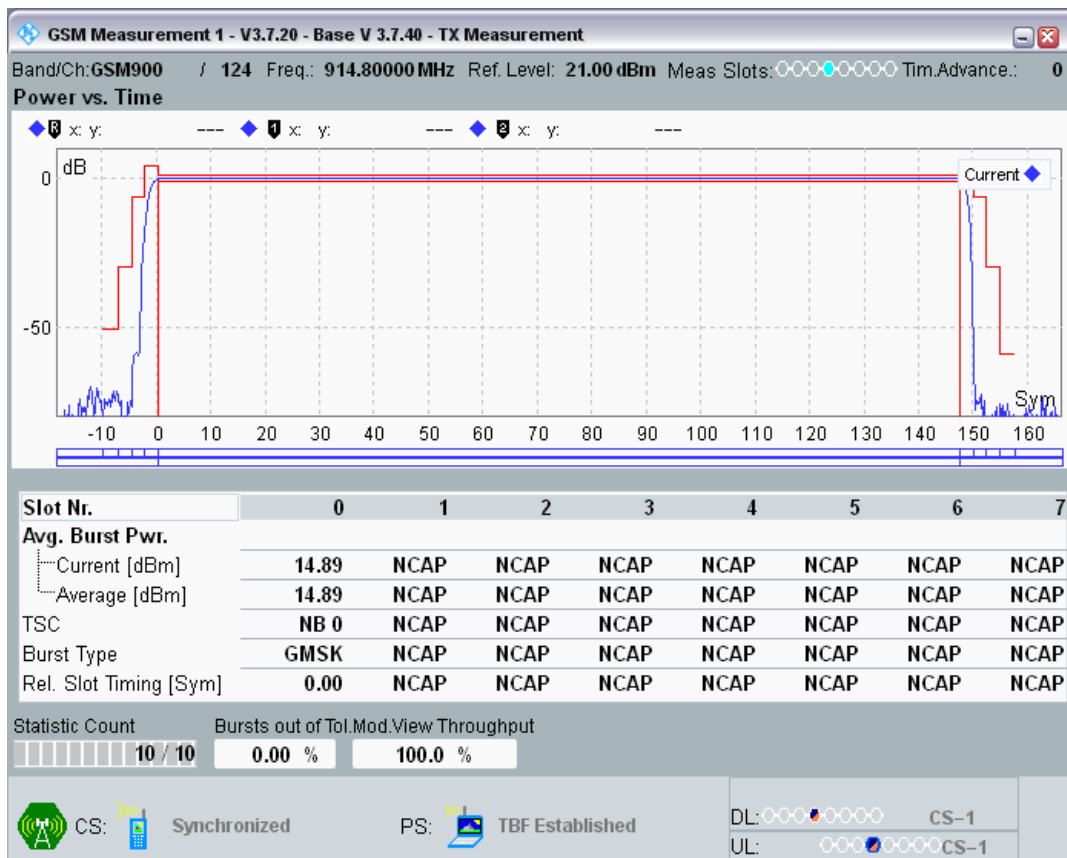 GSM Measurement 1 - V3.7.20 - Base V 3.7.40 - TX Measurement
Band/Ch:GSM900 / 124 Freq.: 914.80000 MHz Ref. Level: 21.00 dBm Meas Slots: Tim.Advance.: 0
Power vs. Time
R x: y: --- 1 x: y: --- 2 x: y: ---
dB
Current
0
-50
Sym
-10 0 10 20 30 40 50 60 70 80 90 100 110 120 130 140 150 160
Slot Nr. 0 1 2 3 4 5 6 7
Avg. Burst Pwr.
Current [dBm] 14.89 NCAP NCAP NCAP NCAP NCAP NCAP NCAP
Average [dBm] 14.89 NCAP NCAP NCAP NCAP NCAP NCAP NCAP
TSC NB 0 NCAP NCAP NCAP NCAP NCAP NCAP NCAP
Burst Type GMSK NCAP NCAP NCAP NCAP NCAP NCAP NCAP
Rel. Slot Timing [Sym] 0.00 NCAP NCAP NCAP NCAP NCAP NCAP NCAP
Statistic Count Bursts out of Tol.Mod.View Throughput
10 / 10 0.00 % 100.0 %
CS: Synchronized PS: TBF Established
DL: CS-1
UL: CS-1